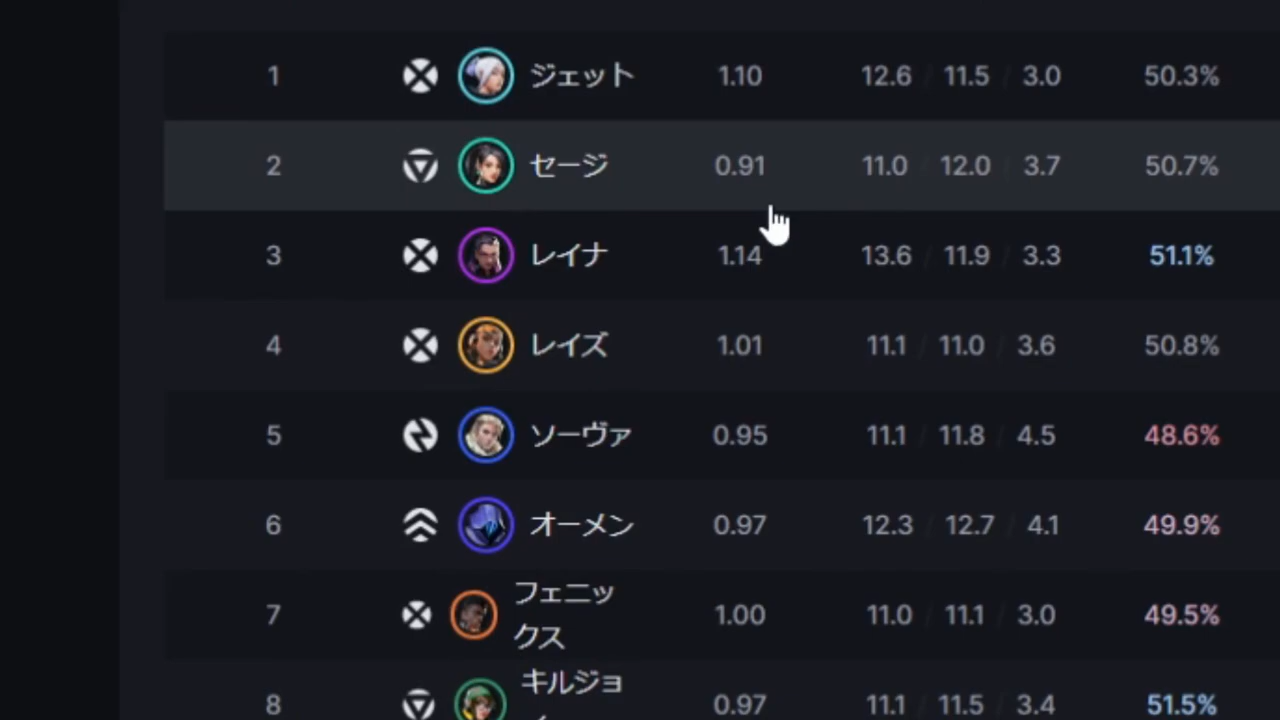 1 ジェット 1.10 12.6 / 11.5 / 3.0 50.3%
2 セージ 0.91 11.0 / 12.0 / 3.7 50.7%
3 レイナ 1.14 13.6 / 11.9 / 3.3 51.1%
4 レイズ 1.01 11.1 / 11.0 / 3.6 50.8%
5 ソーヴァ 0.95 11.1 / 11.8 / 4.5 48.6%
6 オーメン 0.97 12.3 / 12.7 / 4.1 49.9%
7 フェニッ 1.00 11.0 / 11.1 / 3.0 49.5%
クス
8 キルジョ 0.97 11.1 / 11.5 / 3.4 51.5%